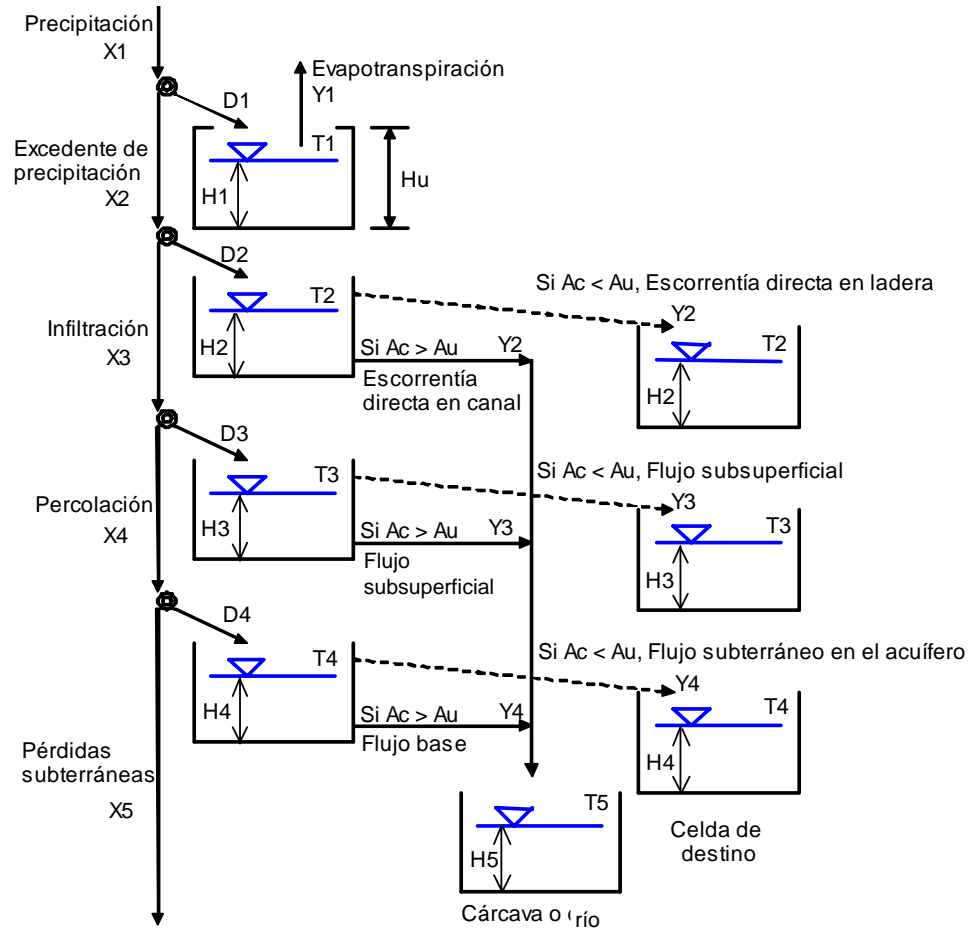 Precipitación
X1
Evapotranspiración
Y1
D1
T1
Excedente de
precipitación
X2
H1
Hu
D2
Si Ac < Au, Escorrentía directa en ladera
T2
Y2
T2
Infiltración
X3
H2
Si Ac > Au
Y2
Escorrentía
directa en canal
H2
D3
Si Ac < Au, Flujo subsuperficial
T3
Y3
T3
Percolación
X4
H3
Si Ac > Au
Y3
Flujo
subsuperficial
H3
D4
Si Ac < Au, Flujo subterráneo en el acuífero
T4
Y4
T4
H4
Si Ac > Au
Y4
Flujo base
H4
Pérdidas
subterráneas
X5
T5
H5
Celda de
destino
Cárcava o río